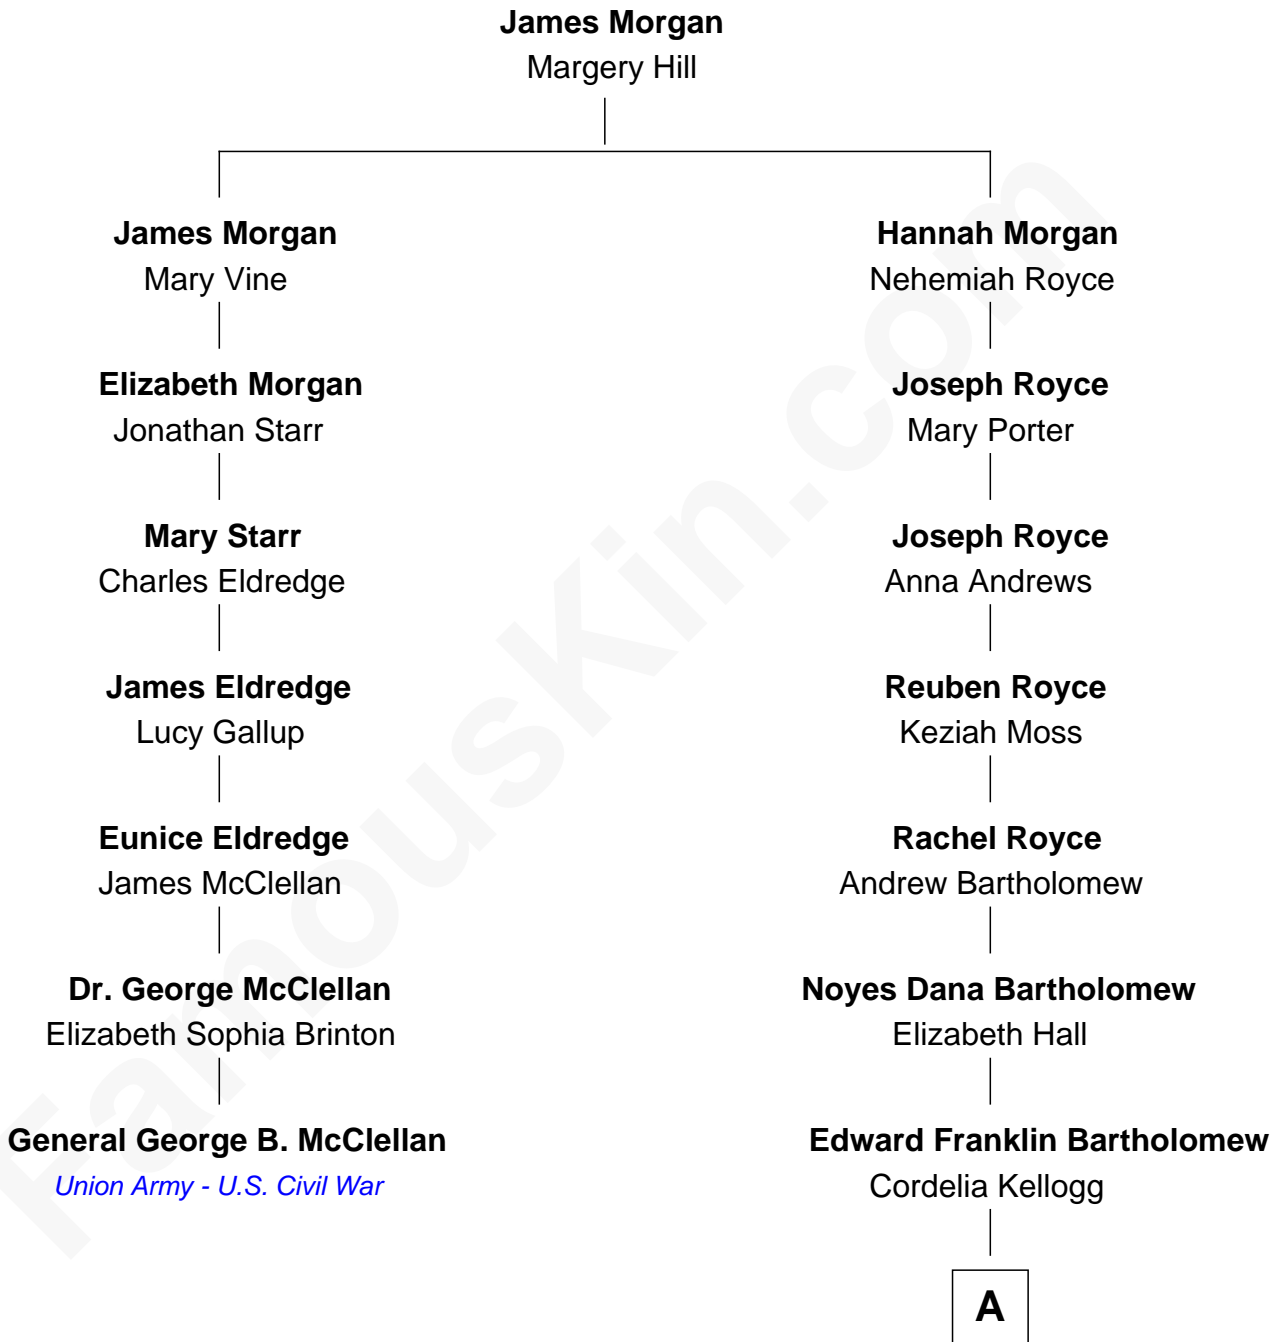 James Morgan
Margery Hill
James Morgan
Mary Vine
Hannah Morgan
Nehemiah Royce
Elizabeth Morgan
Jonathan Starr
Joseph Royce
Mary Porter
Mary Starr
Charles Eldredge
Joseph Royce
Anna Andrews
James Eldredge
Lucy Gallup
Reuben Royce
Keziah Moss
Eunice Eldredge
James McClellan
Rachel Royce
Andrew Bartholomew
Dr. George McClellan
Elizabeth Sophia Brinton
Noyes Dana Bartholomew
Elizabeth Hall
General George B. McClellan
Union Army - U.S. Civil War
Edward Franklin Bartholomew
Cordelia Kellogg
A
FamousKin.com